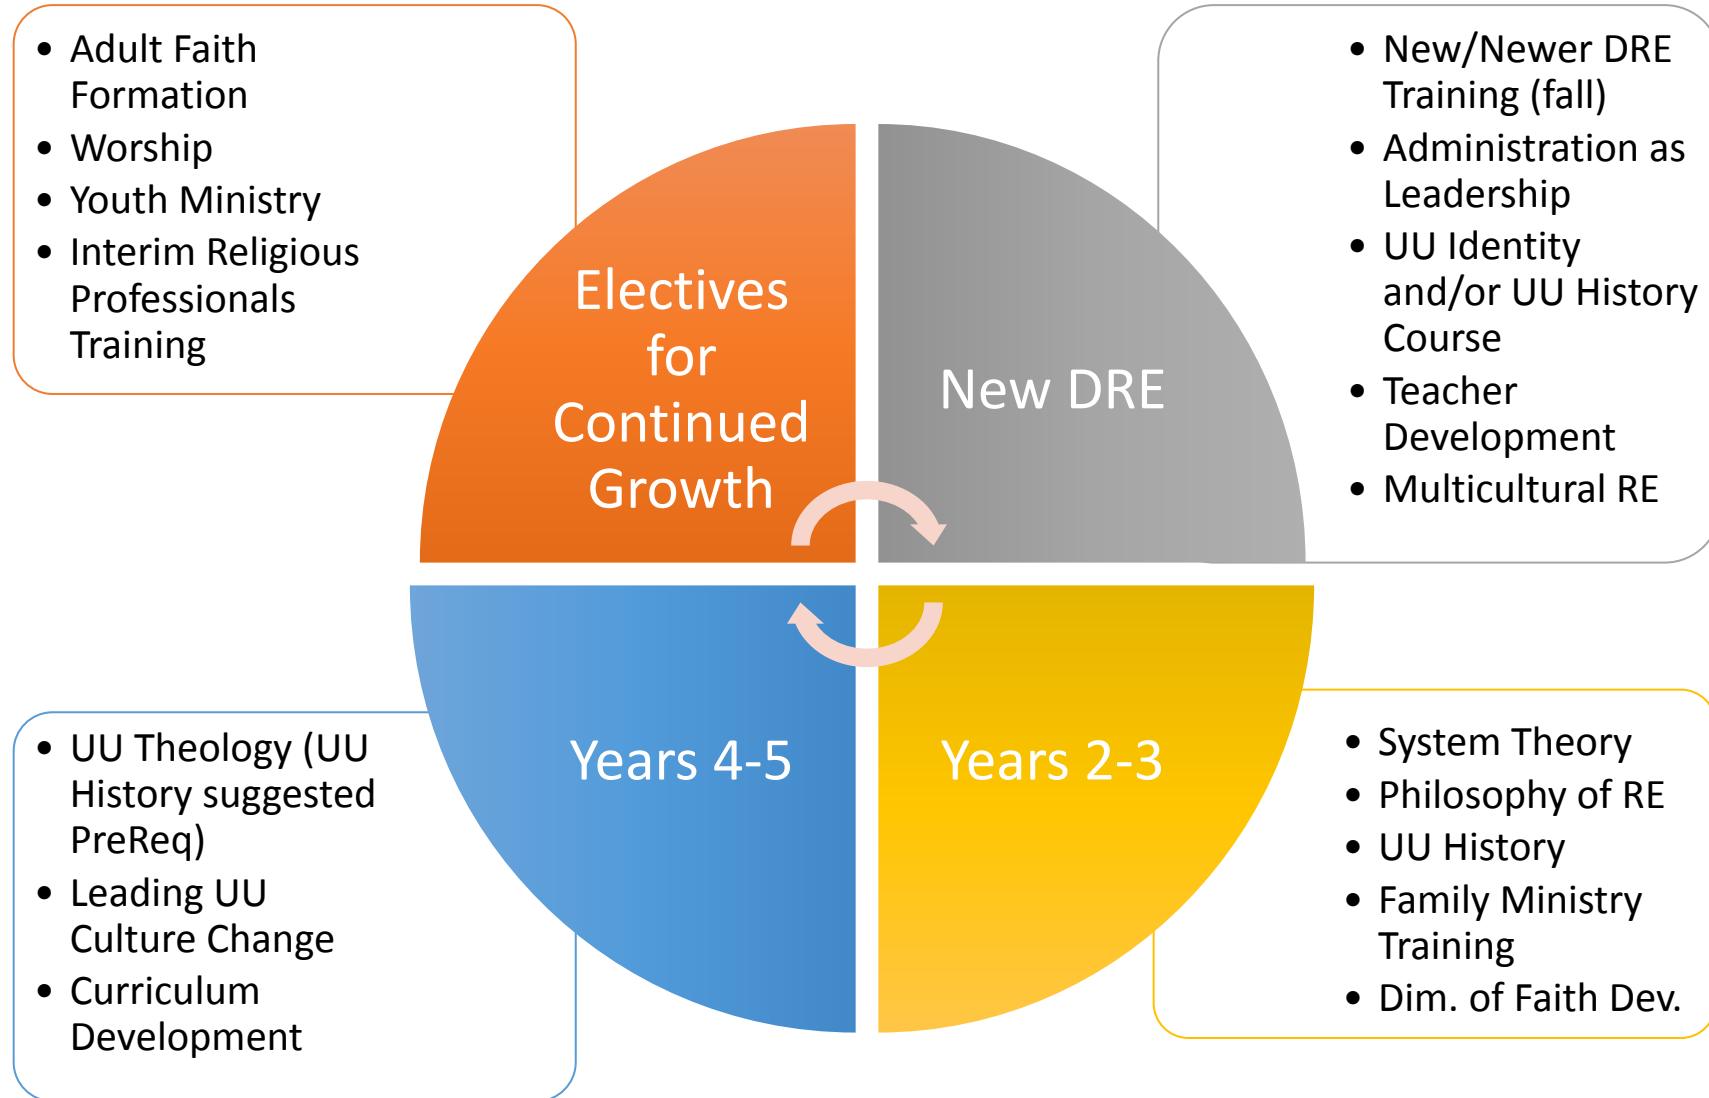 • Adult Faith
Formation
• Worship
• Youth Ministry
• Interim Religious
Professionals
Training
Electives
for
Continued
Growth
New DRE
• New/Newer DRE
Training (fall)
• Administration as
Leadership
• UU Identity
and/or UU History
Course
• Teacher
Development
• Multicultural RE
• UU Theology (UU
History suggested
PreReq)
• Leading UU
Culture Change
• Curriculum
Development
Years 4-5
Years 2-3
• System Theory
• Philosophy of RE
• UU History
• Family Ministry
Training
• Dim. of Faith Dev.